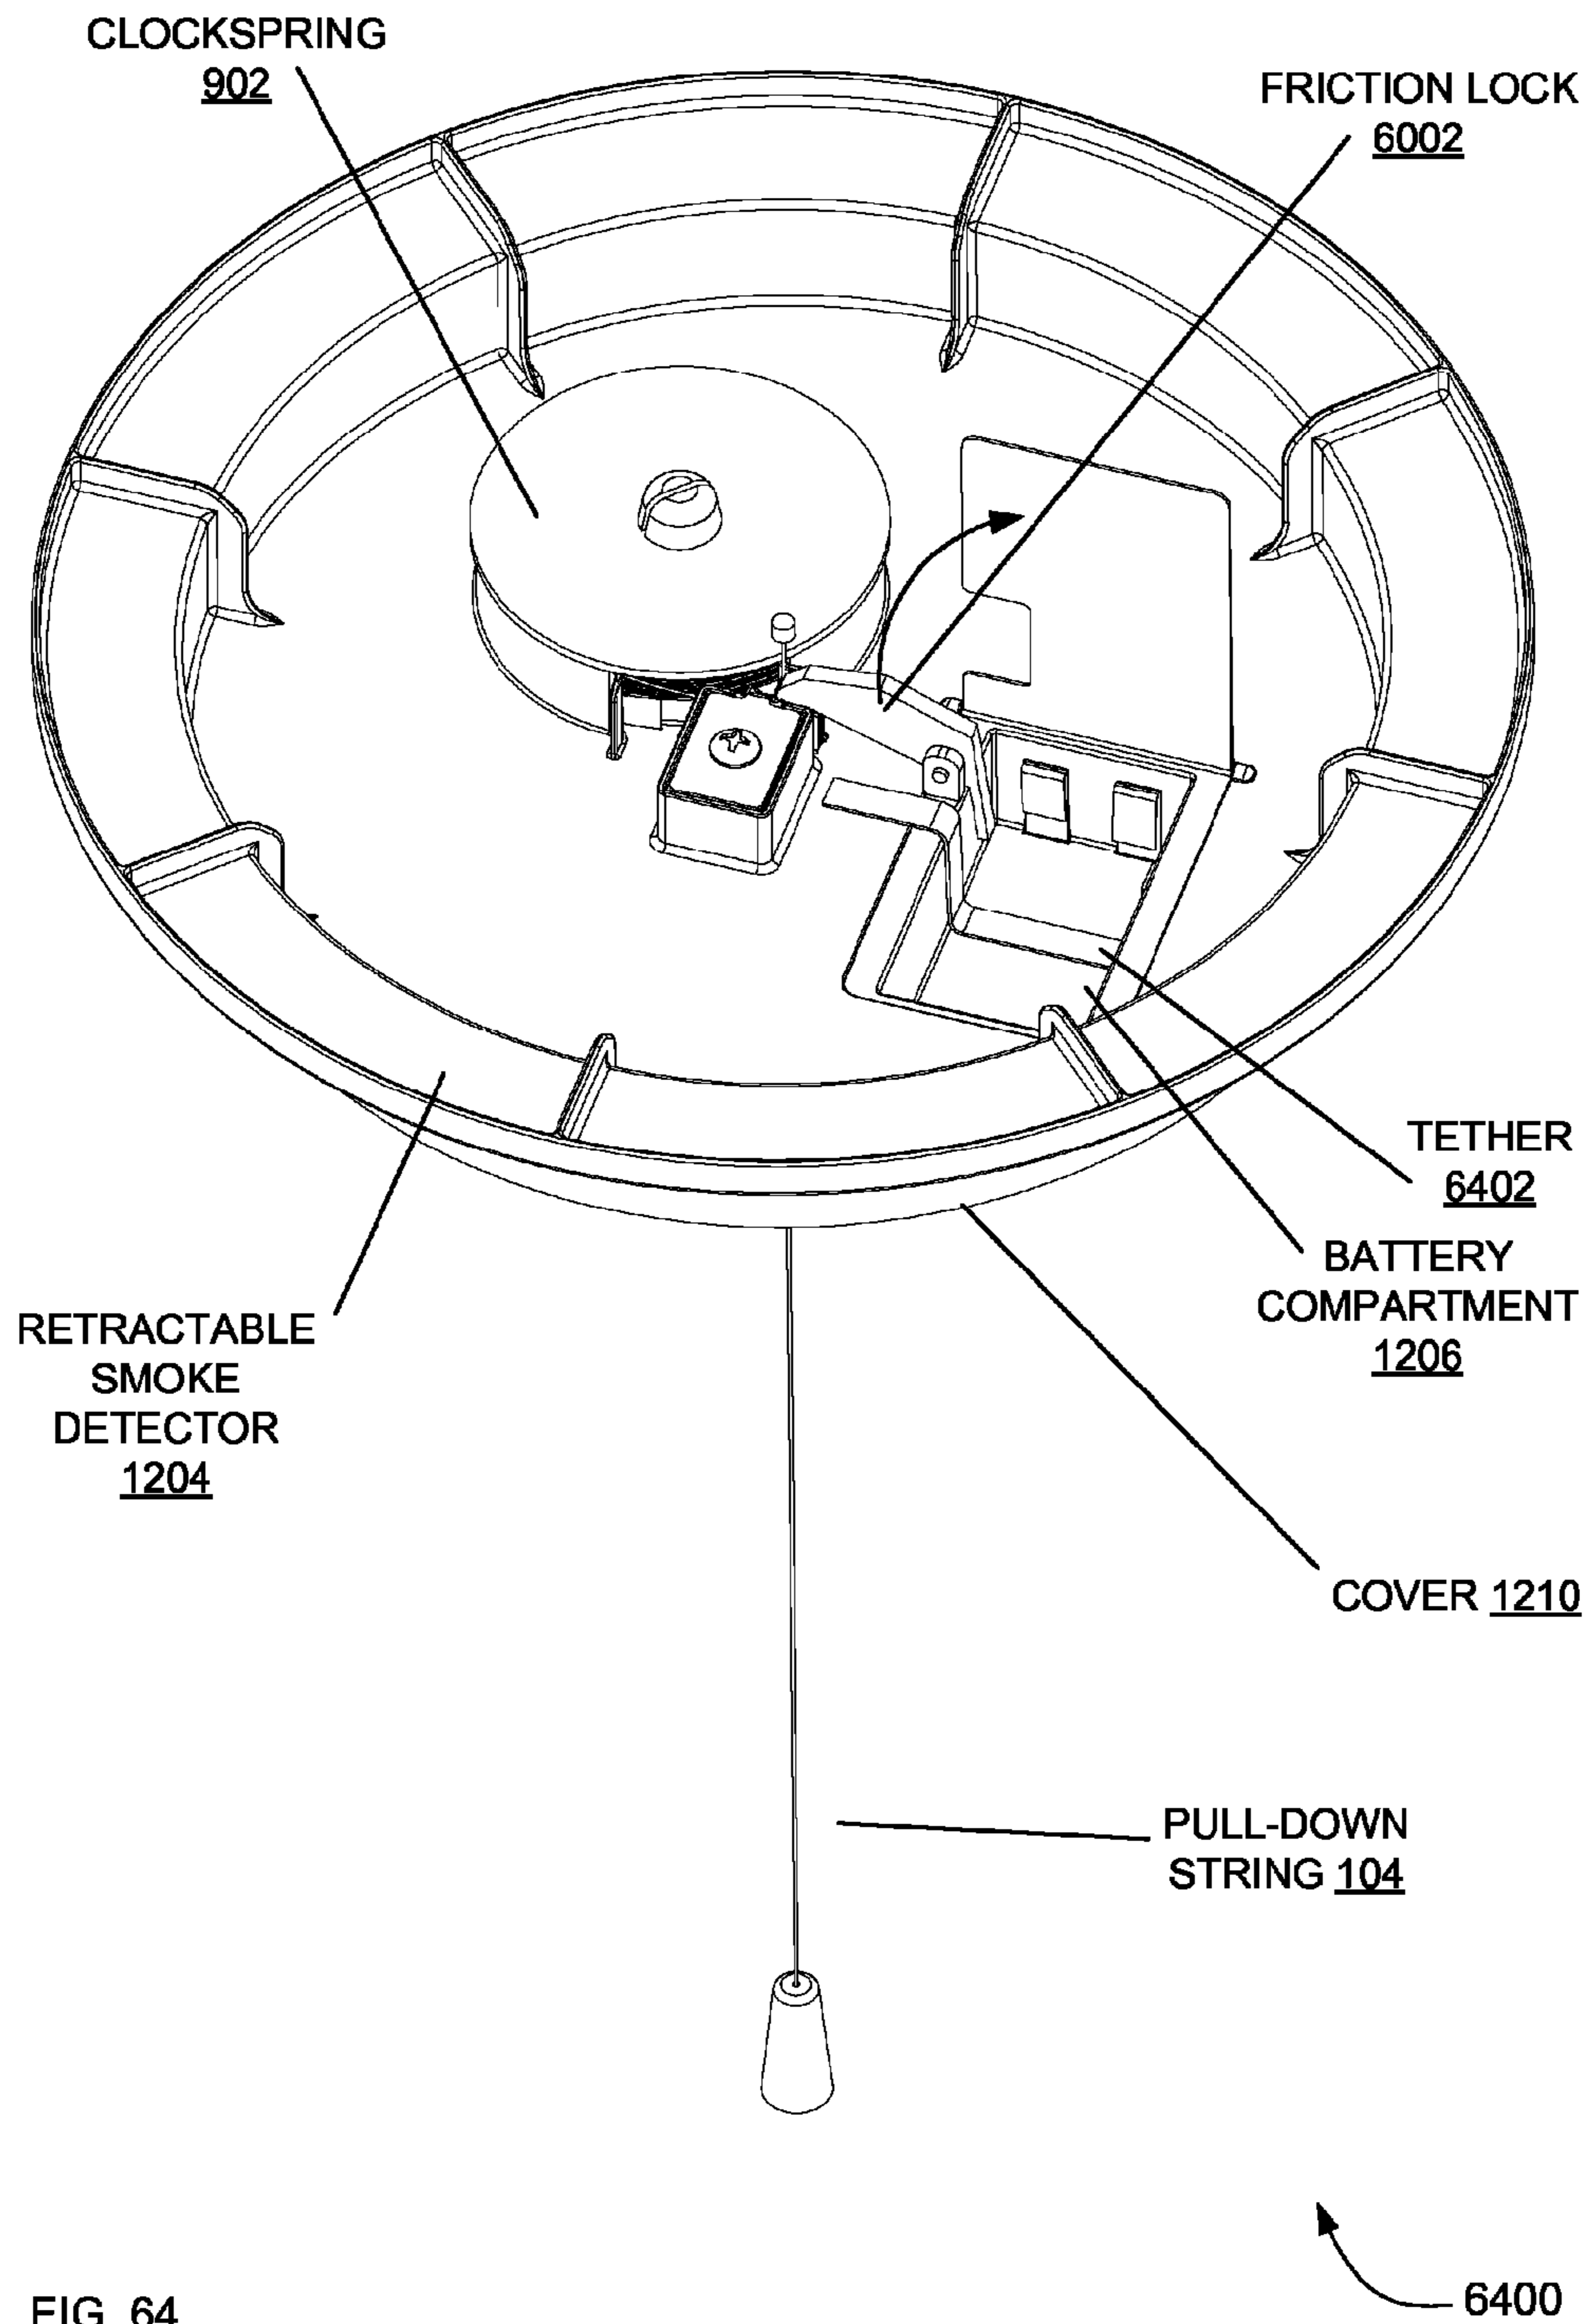 CLOCKSPRING
902
FRICTION LOCK
6002
TETHER
6402
BATTERY
COMPARTMENT
1206
RETRACTABLE
SMOKE
DETECTOR
1204
COVER 1210
PULL-DOWN
STRING 104
6400
FIG. 64